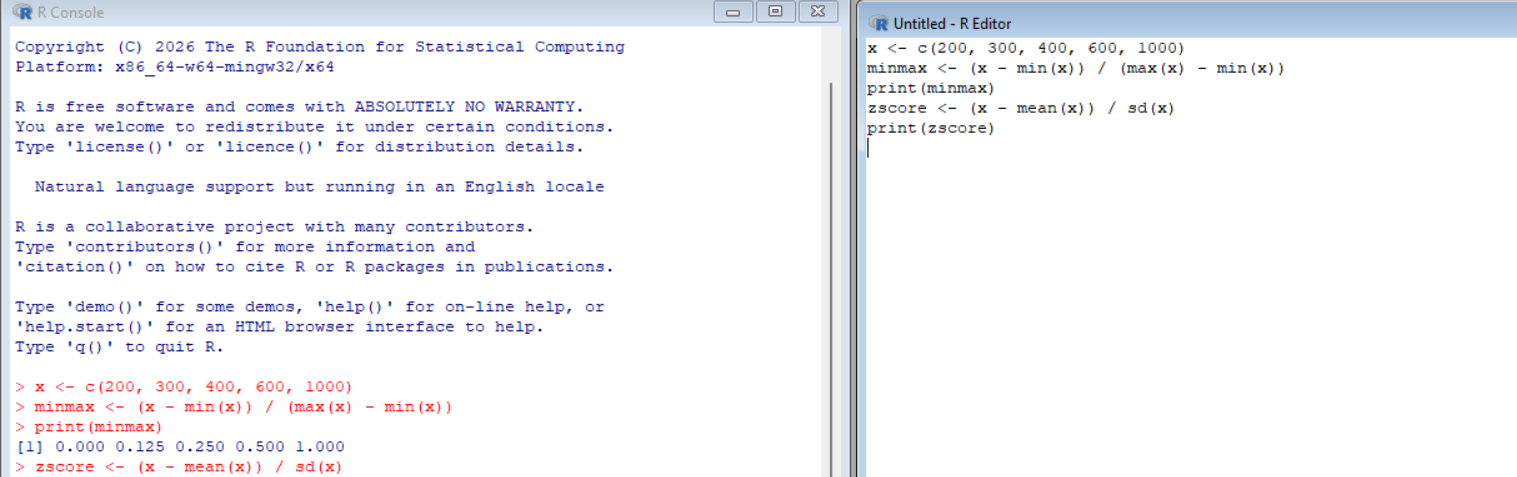 R Console
Copyright (C) 2026 The R Foundation for Statistical Computing
Platform: x86_64-w64-mingw32/x64
R is free software and comes with ABSOLUTELY NO WARRANTY.
You are welcome to redistribute it under certain conditions.
Type 'license()' or 'licence()' for distribution details.
Natural language support but running in an English locale
R is a collaborative project with many contributors.
Type 'contributors()' for more information and
'citation()' on how to cite R or R packages in publications.
Type 'demo()' for some demos, 'help()' for on-line help, or
'help.start()' for an HTML browser interface to help.
Type 'q()' to quit R.
> x <- c(200, 300, 400, 600, 1000)
> minmax <- (x - min(x)) / (max(x) - min(x))
> print(minmax)
[1] 0.000 0.125 0.250 0.500 1.000
> zscore <- (x - mean(x)) / sd(x)
Untitled - R Editor
x <- c(200, 300, 400, 600, 1000)
minmax <- (x - min(x)) / (max(x) - min(x))
print(minmax)
zscore <- (x - mean(x)) / sd(x)
print(zscore)